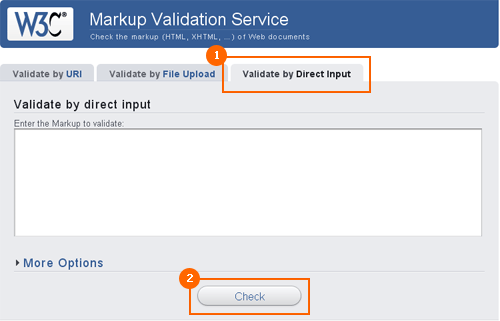 W3C®
Markup Validation Service
Check the markup (HTML, XHTML, ...) of Web documents
1
Validate by URI
Validate by File Upload
Validate by Direct Input
Validate by direct input
Enter the Markup to validate:
More Options
2
Check